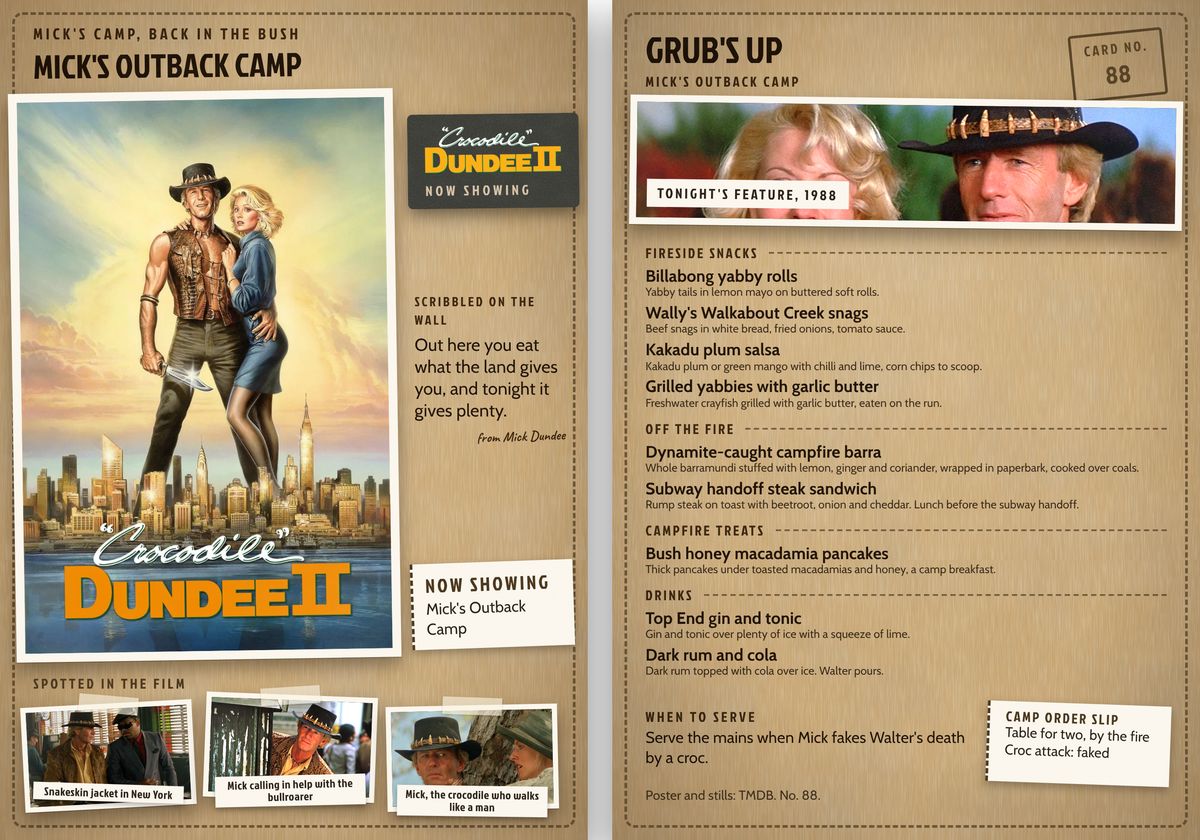 MICK'S CAMP, BACK IN THE BUSH
MICK'S OUTBACK CAMP
"Crocodile"
DUNDEE II
NOW SHOWING
SCRIBBLED ON THE
WALL
Out here you eat
what the land gives
you, and tonight it
gives plenty.
from Mick Dundee
"Crocodile"
DUNDEE II
NOW SHOWING
Mick's Outback
Camp
SPOTTED IN THE FILM
Snakeskin jacket in New York
Mick calling in help with the
bullroarer
Mick, the crocodile who walks
like a man
GRUB'S UP
MICK'S OUTBACK CAMP
CARD NO.
88
TONIGHT'S FEATURE, 1988
FIRESIDE SNACKS
Billabong yabby rolls
Yabby tails in lemon mayo on buttered soft rolls.
Wally's Walkabout Creek snags
Beef snags in white bread, fried onions, tomato sauce.
Kakadu plum salsa
Kakadu plum or green mango with chilli and lime, corn chips to scoop.
Grilled yabbies with garlic butter
Freshwater crayfish grilled with garlic butter, eaten on the run.
OFF THE FIRE
Dynamite-caught campfire barra
Whole barramundi stuffed with lemon, ginger and coriander, wrapped in paperbark, cooked over coals.
Subway handoff steak sandwich
Rump steak on toast with beetroot, onion and cheddar. Lunch before the subway handoff.
CAMPFIRE TREATS
Bush honey macadamia pancakes
Thick pancakes under toasted macadamias and honey, a camp breakfast.
DRINKS
Top End gin and tonic
Gin and tonic over plenty of ice with a squeeze of lime.
Dark rum and cola
Dark rum topped with cola over ice. Walter pours.
WHEN TO SERVE
Serve the mains when Mick fakes Walter's death
by a croc.
CAMP ORDER SLIP
Table for two, by the fire
Croc attack: faked
Poster and stills: TMDB. No. 88.